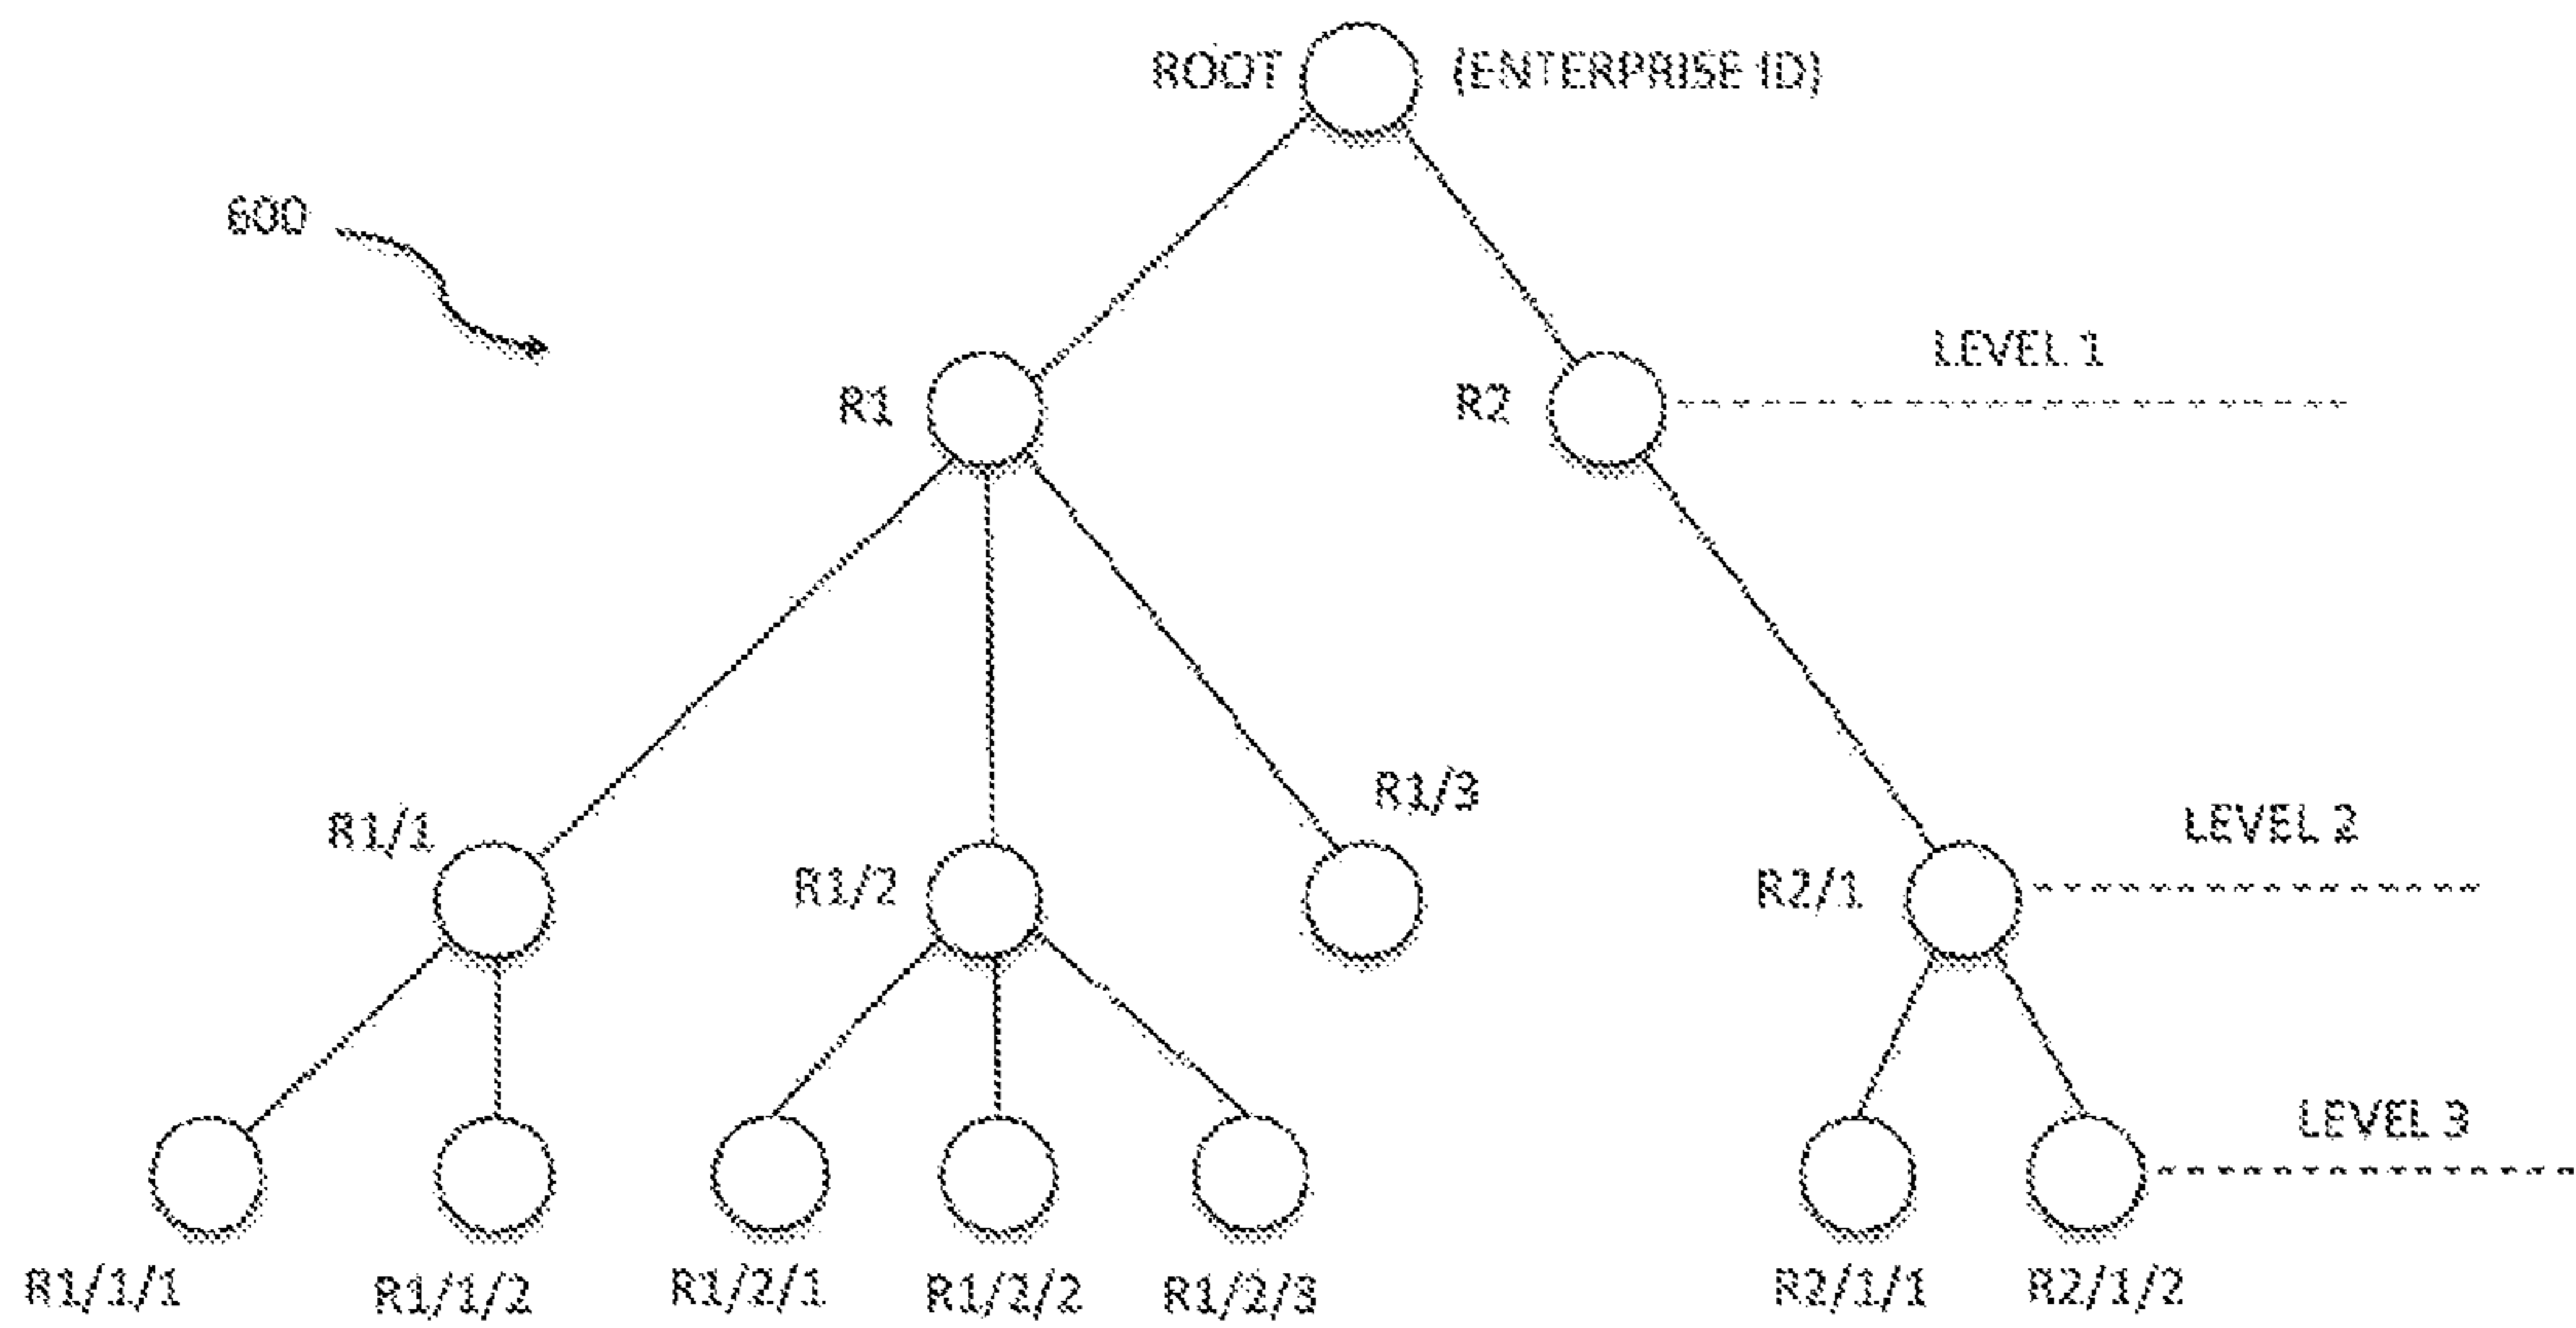 ROOT (ENTERPRISE ID)
600
LEVEL 1
R1 R2
R1/3
R1/1 LEVEL 2
R1/2 R2/1
LEVEL 3
R1/1/1 R1/1/2 R1/2/1 R1/2/2 R1/2/3 R2/1/1 R2/1/2